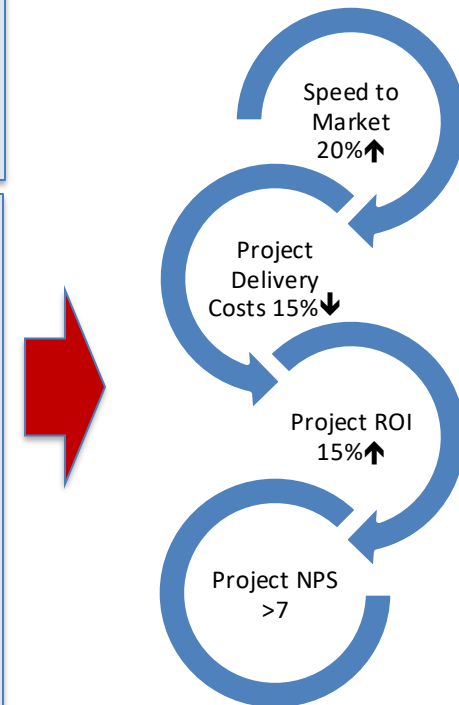 Speed to
Market
20%🡹
Project
Delivery
Costs 15%🡻
Project ROI
15%🡹
Project NPS
>7